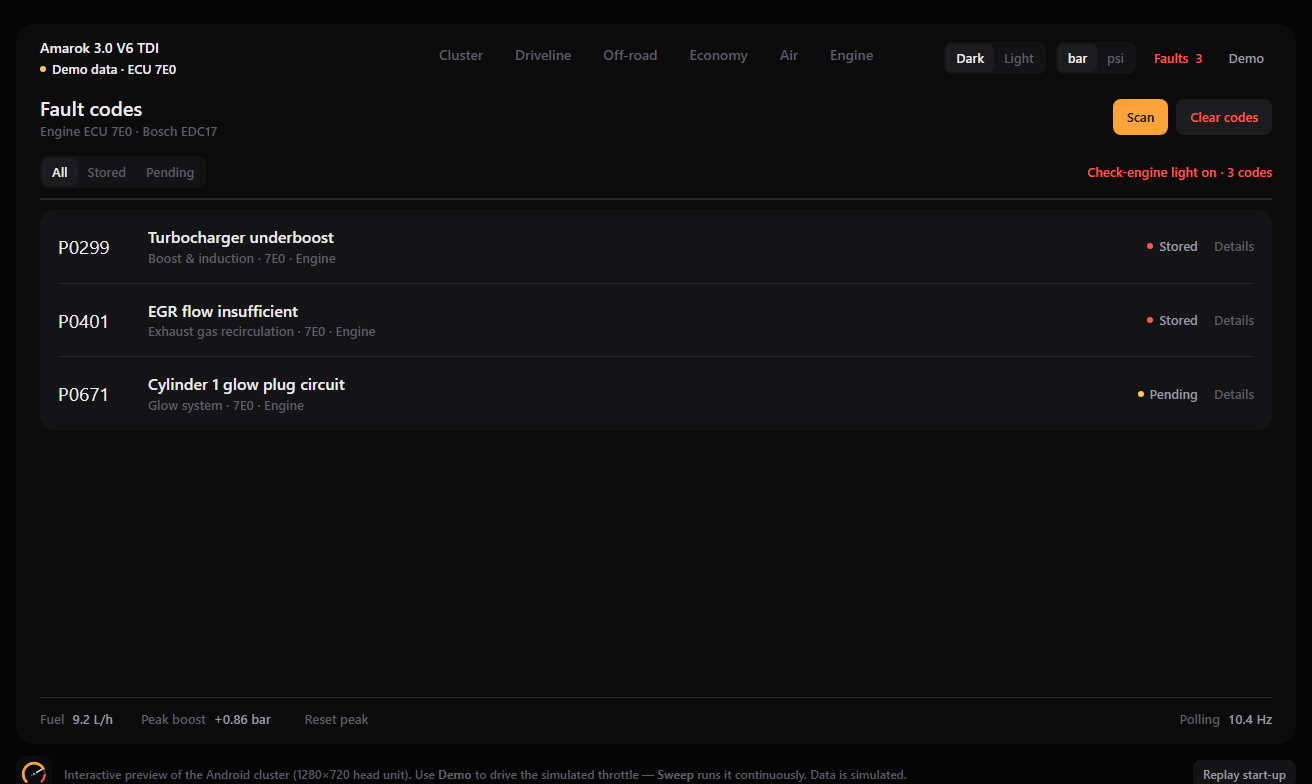 Amarok 3.0 V6 TDI
Demo data · ECU 7E0
Cluster Driveline Off-road Economy Air Engine
Dark Light bar psi Faults 3 Demo
Fault codes
Engine ECU 7E0 · Bosch EDC17
Scan Clear codes
All Stored Pending
Check-engine light on · 3 codes
P0299 Turbocharger underboost
Boost & induction · 7E0 · Engine
Stored Details
P0401 EGR flow insufficient
Exhaust gas recirculation · 7E0 · Engine
Stored Details
P0671 Cylinder 1 glow plug circuit
Glow system · 7E0 · Engine
Pending Details
Fuel 9.2 L/h Peak boost +0.86 bar Reset peak Polling 10.4 Hz
Interactive preview of the Android cluster (1280×720 head unit). Use Demo to drive the simulated throttle — Sweep runs it continuously. Data is simulated.
Replay start-up